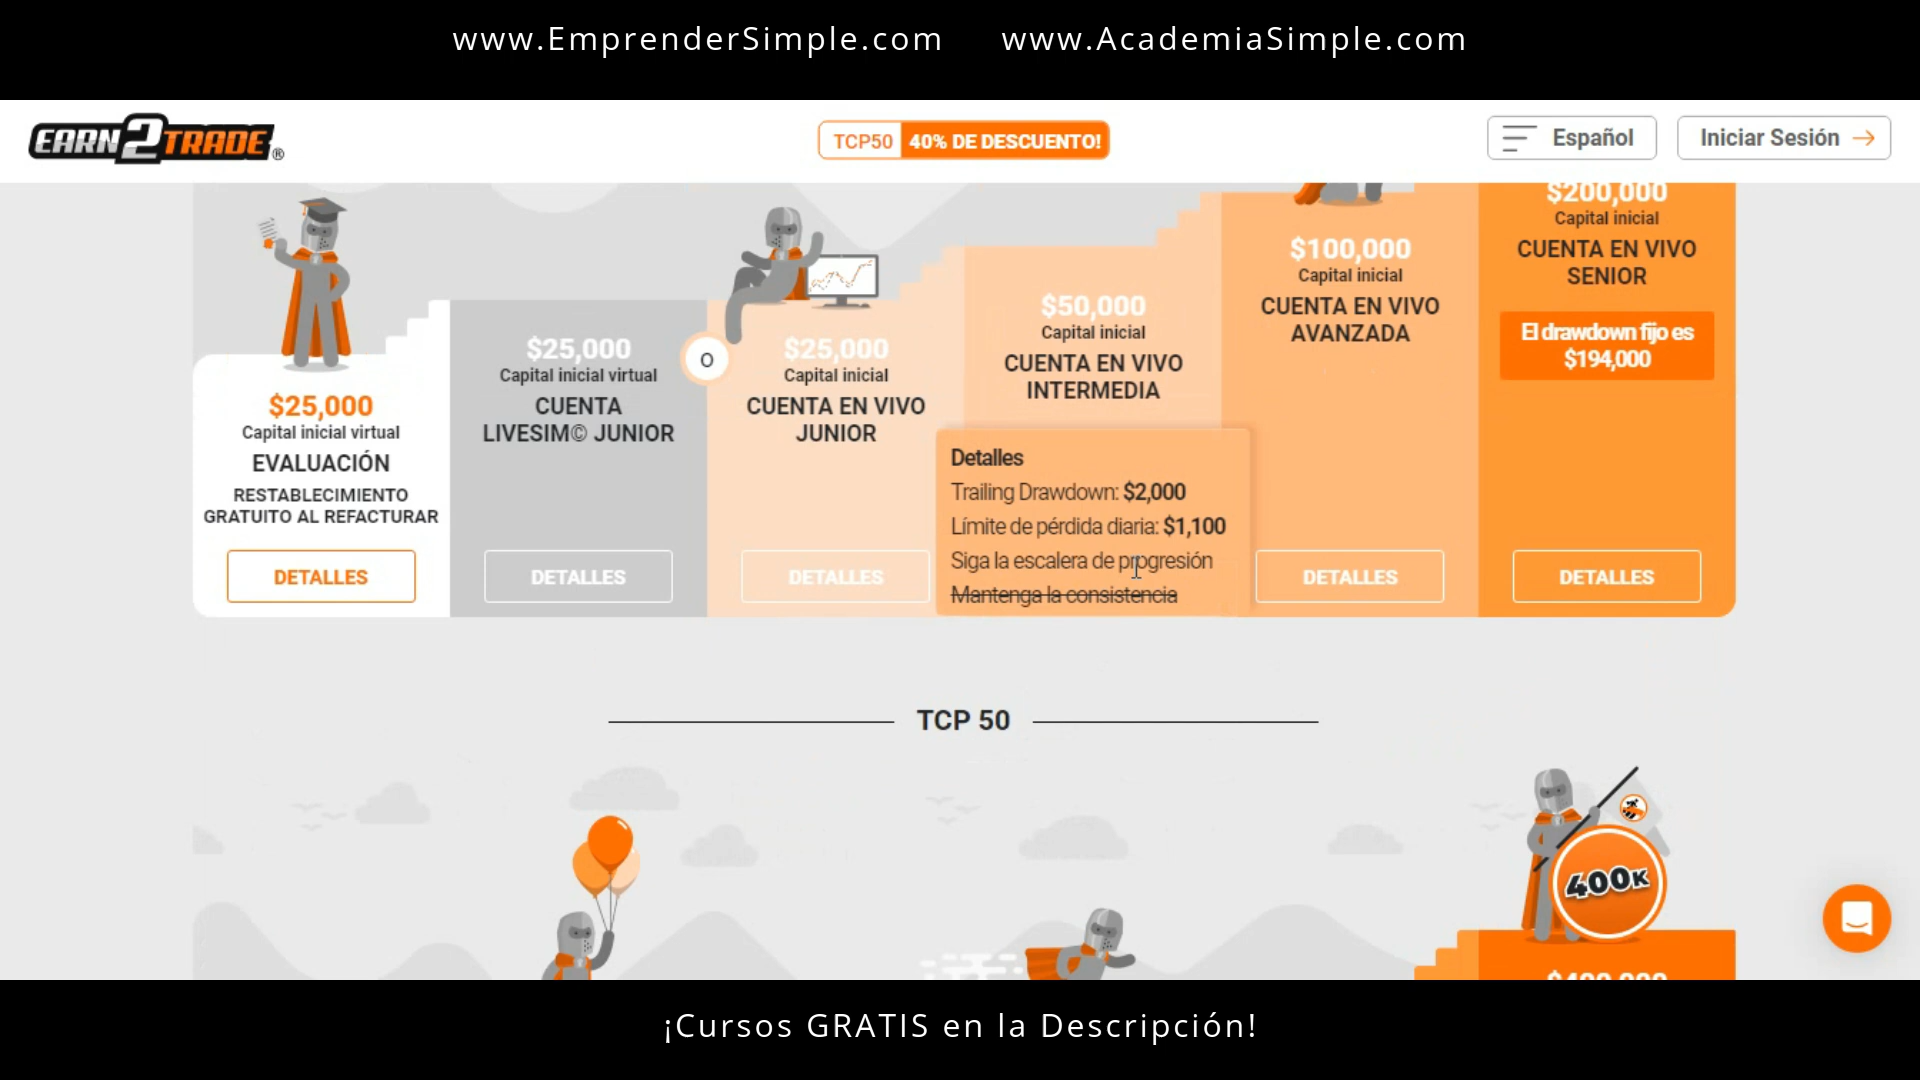 www.EmprenderSimple.com www.AcademiaSimple.com
EARN2TRADE®
TCP50 40% DE DESCUENTO!
Español
Iniciar Sesión
$25,000
Capital inicial virtual
EVALUACIÓN
RESTABLECIMIENTO
GRATUITO AL REFACTURAR
DETALLES
$25,000
Capital inicial virtual
CUENTA
LIVESIM© JUNIOR
DETALLES
O
$25,000
Capital inicial
CUENTA EN VIVO
JUNIOR
DETALLES
$50,000
Capital inicial
CUENTA EN VIVO
INTERMEDIA
Detalles
Trailing Drawdown: $2,000
Límite de pérdida diaria: $1,100
Siga la escalera de progresión
Mantenga la consistencia
$100,000
Capital inicial
CUENTA EN VIVO
AVANZADA
DETALLES
$200,000
Capital inicial
CUENTA EN VIVO
SENIOR
El drawdown fijo es
$194,000
DETALLES
TCP 50
400K
$400,000
¡Cursos GRATIS en la Descripción!